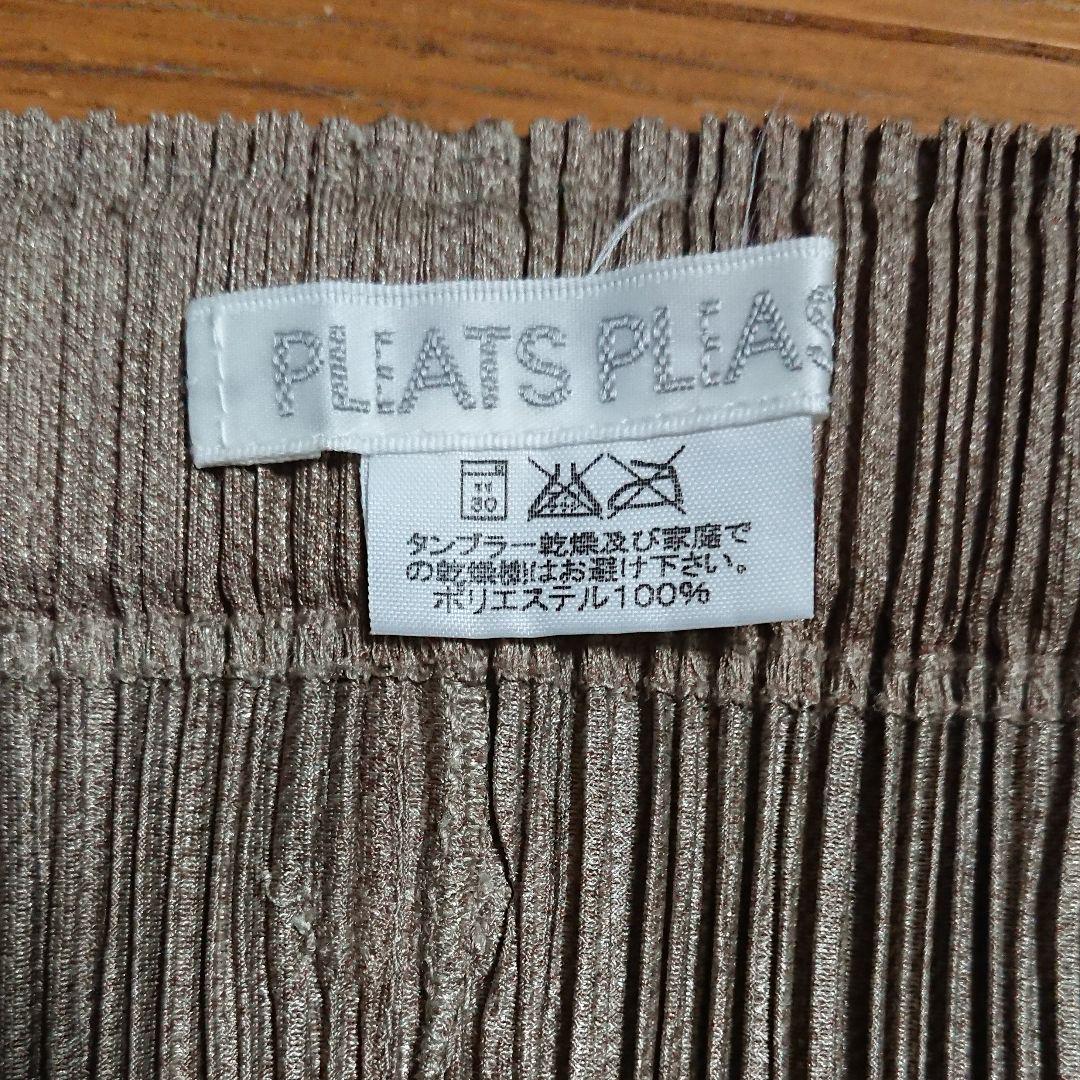 PLEATS PLEAS
30
タンブラー乾燥及び家庭で
の乾燥機はお避け下さい。
ポリエステル100%